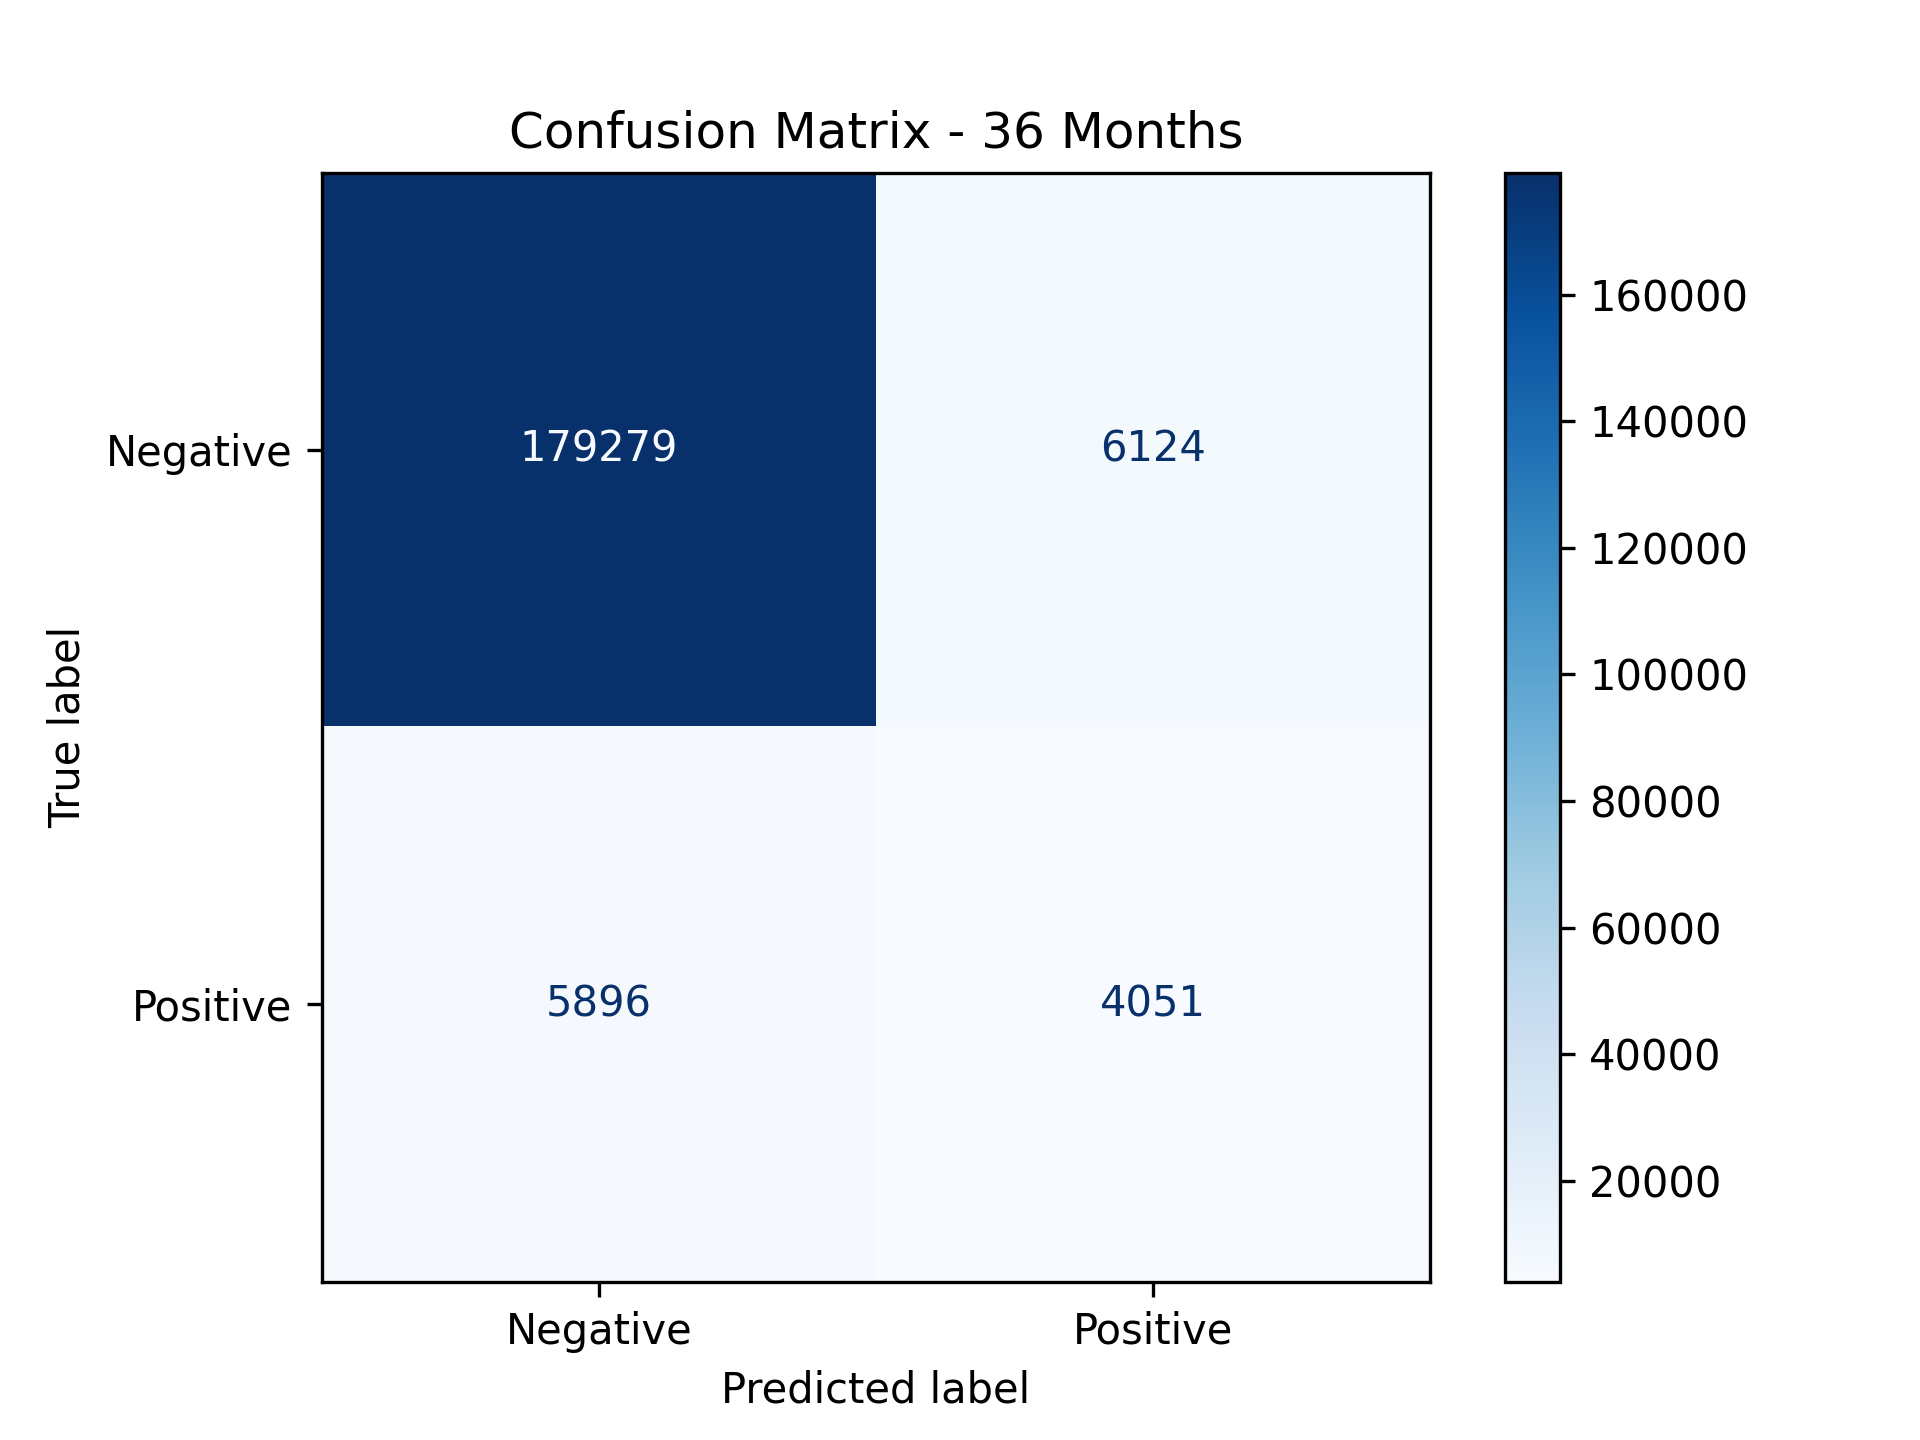 Confusion Matrix - 36 Months
True label
Negative
Positive
179279
6124
5896
4051
Negative
Positive
Predicted label
160000
140000
120000
100000
80000
60000
40000
20000